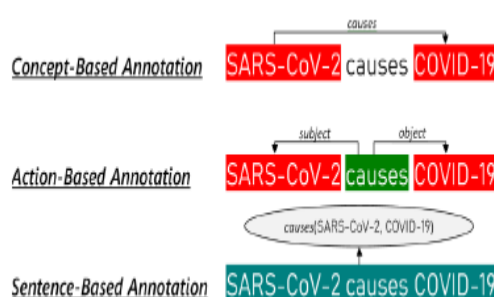 causes
Concept-Based Annotation SARS-CoV-2 causes COVID-19
subject object
Action-Based Annotation SARS-CoV-2 causes COVID-19
causes(SARS-CoV-2, COVID-19)
Sentence-Based Annotation SARS-CoV-2 causes COVID-19